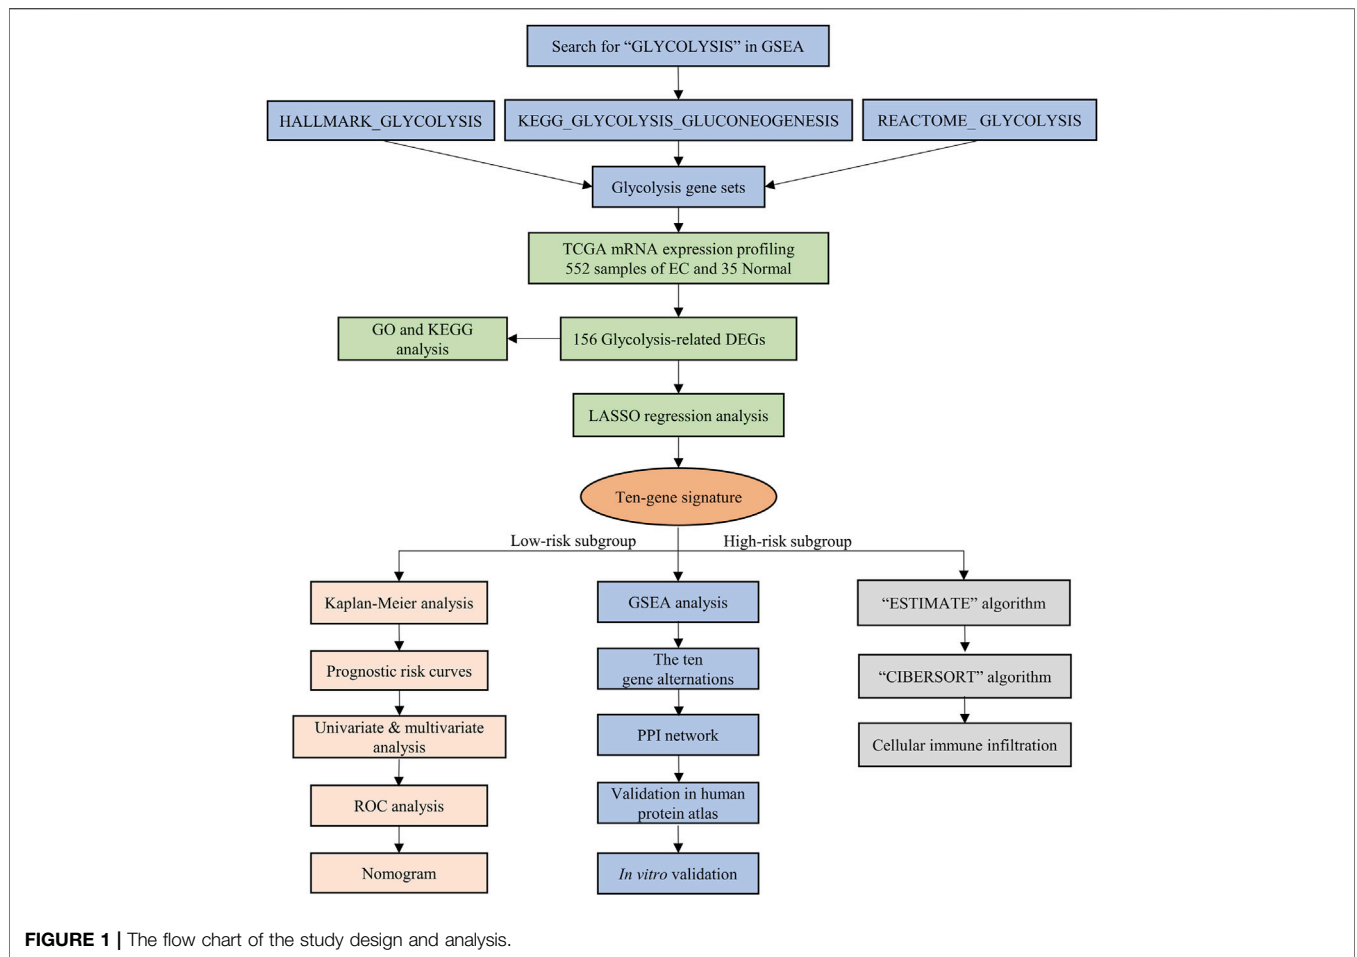 Search for “GLYCOLYSIS” in GSEA
HALLMARK_GLYCOLYSIS
KEGG_GLYCOLYSIS_GLUCONEOGENESIS
REACTOME_ GLYCOLYSIS
Glycolysis gene sets
TCGA mRNA expression profiling
552 samples of EC and 35 Normal
GO and KEGG
analysis
156 Glycolysis-related DEGs
LASSO regression analysis
Ten-gene signature
Low-risk subgroup
High-risk subgroup
Kaplan-Meier analysis
Prognostic risk curves
Univariate & multivariate
analysis
ROC analysis
Nomogram
GSEA analysis
The ten
gene alternations
PPI network
Validation in human
protein atlas
In vitro validation
“ESTIMATE” algorithm
“CIBERSORT” algorithm
Cellular immune infiltration
FIGURE 1 | The flow chart of the study design and analysis.